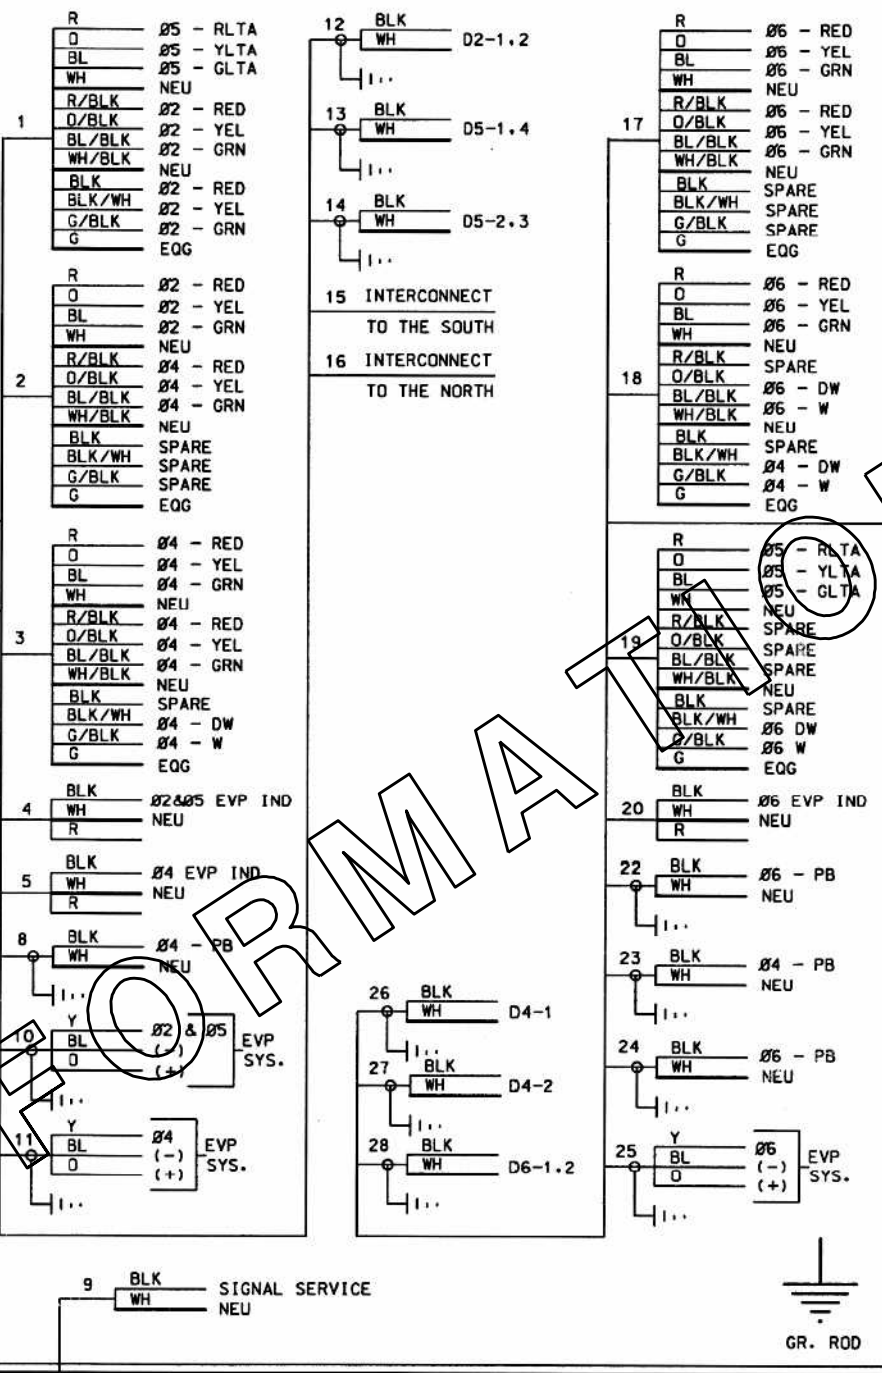 1
R Ø5 - RLTA
O Ø5 - YLTA
BL Ø5 - GLTA
WH NEU
R/BLK Ø2 - RED
O/BLK Ø2 - YEL
BL/BLK Ø2 - GRN
WH/BLK NEU
BLK Ø2 - RED
BLK/WH Ø2 - YEL
G/BLK Ø2 - GRN
G EQG
2
R Ø2 - RED
O Ø2 - YEL
BL Ø2 - GRN
WH NEU
R/BLK Ø4 - RED
O/BLK Ø4 - YEL
BL/BLK Ø4 - GRN
WH/BLK NEU
BLK SPARE
BLK/WH SPARE
G/BLK SPARE
G EQG
3
R Ø4 - RED
O Ø4 - YEL
BL Ø4 - GRN
WH NEU
R/BLK Ø4 - RED
O/BLK Ø4 - YEL
BL/BLK Ø4 - GRN
WH/BLK NEU
BLK SPARE
BLK/WH Ø4 - DW
G/BLK Ø4 - W
G EQG
4
BLK Ø2&Ø5 EVP IND
WH NEU
R
5
BLK Ø4 EVP IND
WH NEU
R
8
BLK Ø4 - PB
WH NEU
10
Y Ø2 & Ø5
BL (-)
O (+)
EVP
SYS.
11
Y Ø4
BL (-)
O (+)
EVP
SYS.
9
BLK SIGNAL SERVICE
WH NEU
12
BLK
WH D2-1.2
13
BLK
WH D5-1.4
14
BLK
WH D5-2.3
15 INTERCONNECT
TO THE SOUTH
16 INTERCONNECT
TO THE NORTH
26
BLK
WH D4-1
27
BLK
WH D4-2
28
BLK
WH D6-1.2
17
R Ø6 - RED
O Ø6 - YEL
BL Ø6 - GRN
WH NEU
R/BLK Ø6 - RED
O/BLK Ø6 - YEL
BL/BLK Ø6 - GRN
WH/BLK NEU
BLK SPARE
BLK/WH SPARE
G/BLK SPARE
G EQG
18
R Ø6 - RED
O Ø6 - YEL
BL Ø6 - GRN
WH NEU
R/BLK SPARE
O/BLK Ø6 - DW
BL/BLK Ø6 - W
WH/BLK NEU
BLK SPARE
BLK/WH Ø4 - DW
G/BLK Ø4 - W
G EQG
19
R Ø5 - RLTA
O Ø5 - YLTA
BL Ø5 - GLTA
WH NEU
R/BLK SPARE
O/BLK SPARE
BL/BLK SPARE
WH/BLK NEU
BLK SPARE
BLK/WH Ø6 DW
G/BLK Ø6 W
G EQG
20
BLK Ø6 EVP IND
WH NEU
R
22
BLK Ø6 - PB
WH NEU
23
BLK Ø4 - PB
WH NEU
24
BLK Ø6 - PB
WH NEU
25
Y Ø6
BL (-)
O (+)
EVP
SYS.
GR. ROD
FORMATIO